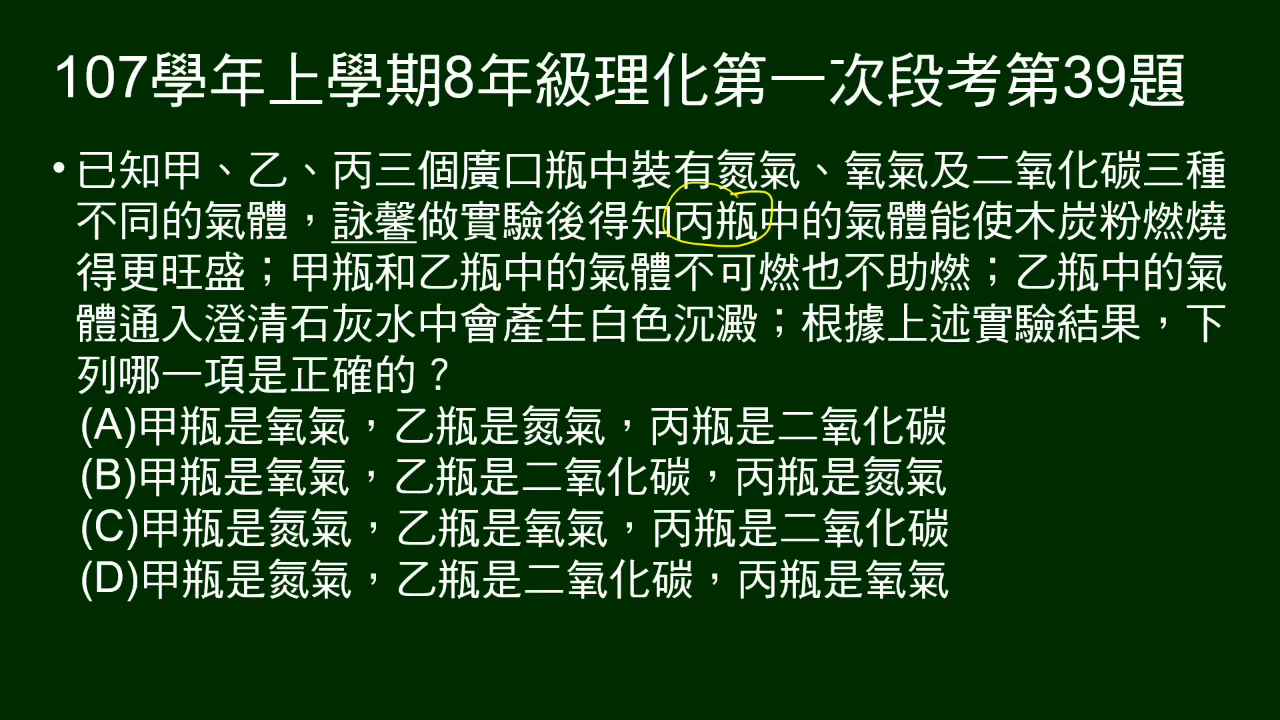 107學年上學期8年級理化第一次段考第39題
•已知甲、乙、丙三個廣口瓶中裝有氮氣、氧氣及二氧化碳三種
不同的氣體，詠馨做實驗後得知丙瓶中的氣體能使木炭粉燃燒
得更旺盛；甲瓶和乙瓶中的氣體不可燃也不助燃；乙瓶中的氣
體通入澄清石灰水中會產生白色沉澱；根據上述實驗結果，下
列哪一項是正確的？
(A)甲瓶是氧氣，乙瓶是氮氣，丙瓶是二氧化碳
(B)甲瓶是氧氣，乙瓶是二氧化碳，丙瓶是氮氣
(C)甲瓶是氮氣，乙瓶是氧氣，丙瓶是二氧化碳
(D)甲瓶是氮氣，乙瓶是二氧化碳，丙瓶是氧氣